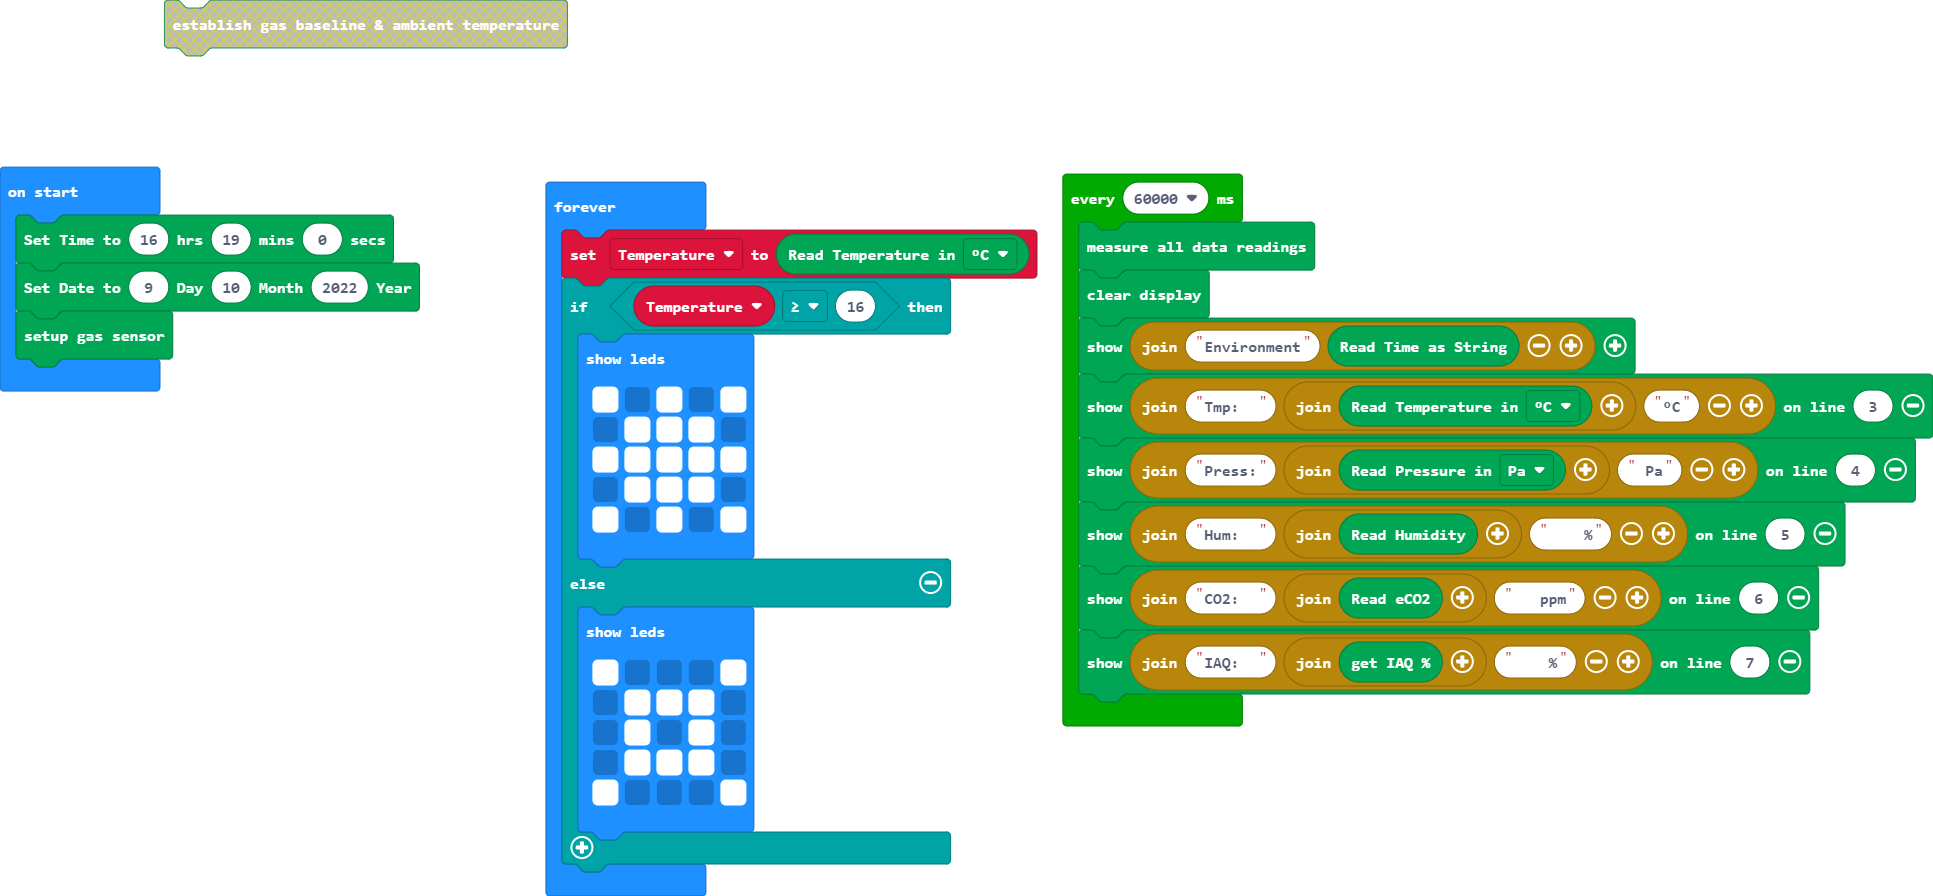 establish gas baseline & ambient temperature
on start
Set Time to 16 hrs 19 mins 0 secs
Set Date to 9 Day 10 Month 2022 Year
setup gas sensor
forever
set Temperature to Read Temperature in ºC
if Temperature ≥ 16 then
show leds
else
show leds
every 60000 ms
measure all data readings
clear display
show join "Environment" Read Time as String
show join "Tmp: " join Read Temperature in ºC "ºC" on line 3
show join "Press:" join Read Pressure in Pa " Pa" on line 4
show join "Hum: " join Read Humidity " %" on line 5
show join "CO2: " join Read eCO2 " ppm" on line 6
show join "IAQ: " join get IAQ % " %" on line 7